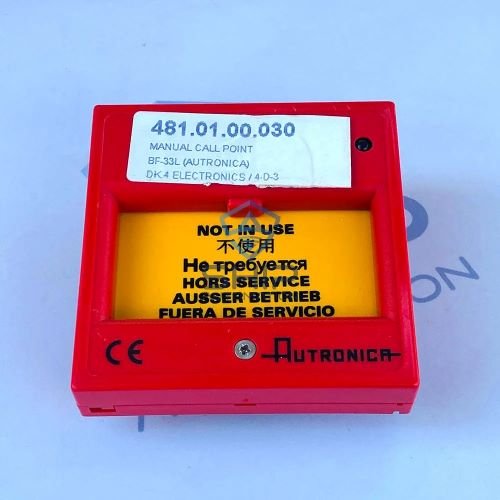 481.01.00.030
MANUAL CALL POINT
BF-33L (AUTRONICA)
DK.4 ELECTRONICS / 4-D-3
NOT IN USE
不使用
Не требуется
HORS SERVICE
AUSSER BETRIEB
FUERA DE SERVICIO
CE
AUTRONICA